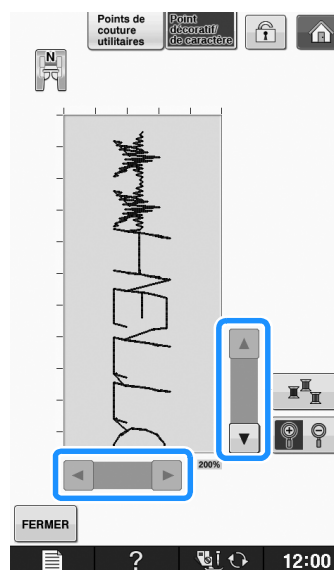 Points de
couture
utilitaires
Point
décoratif/
de caractère
N
HELLO
200%
FERMER
?
12:00